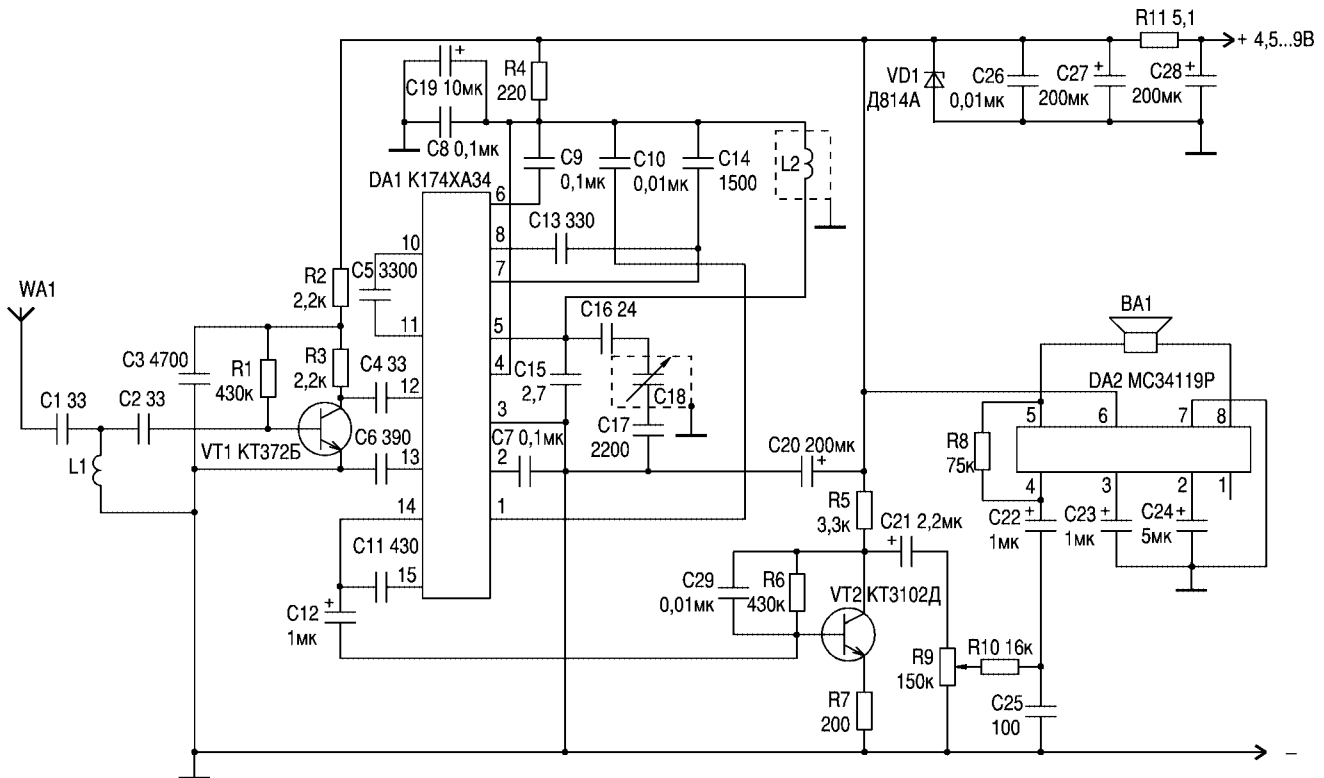 R11 5,1
+ 4,5...9В
C19 10мк
+
R4
220
VD1
Д814А
C26
0,01мк
C27
+
200мк
C28
+
200мк
C8 0,1мк
DA1 К174ХА34
C9
0,1мк
C10
0,01мк
C14
1500
L2
6
C13 330
8
7
10
C5 3300
11
R2
2,2к
WA1
C3 4700
R1
430к
R3
2,2к
C4 33
12
5
C16 24
4
C15
2,7
C18
3
C17
2200
C1 33
C2 33
L1
VT1 КТ372Б
C6 390
13
C7 0,1мк
2
C20 200мк
+
1
14
C11 430
15
C12
+
1мк
R5
3,3к
C21 2,2мк
+
C29
0,01мк
R6
430к
VT2 КТ3102Д
R7
200
R9
150к
R10 16к
C25
100
BA1
DA2 MC34119P
5
6
7
8
R8
75к
4
3
2
1
C22
+
1мк
C23
+
1мк
C24
+
5мк
–